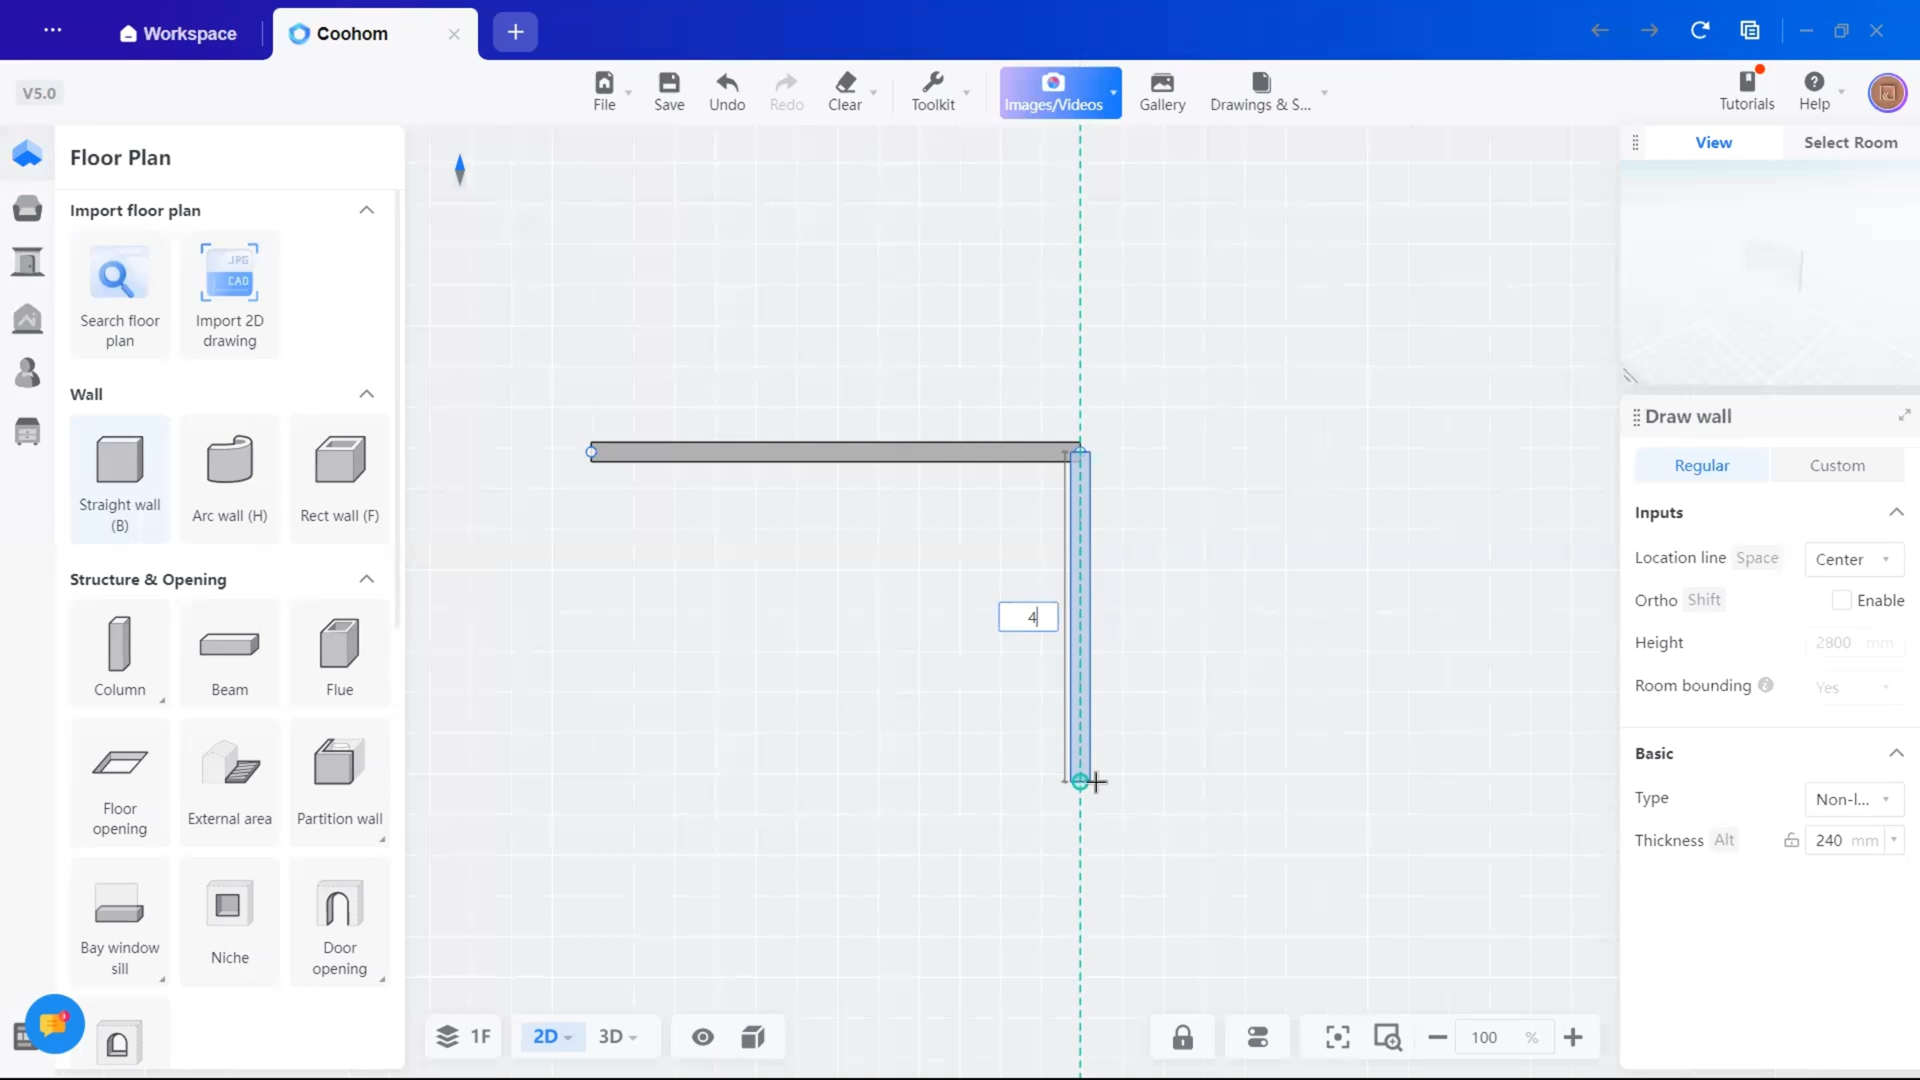 Workspace
Coohom
V5.0
File
Save
Undo
Redo
Clear
Toolkit
Images/Videos
Gallery
Drawings & S...
Tutorials
Help
Floor Plan
Import floor plan
Search floor
plan
JPG
CAD
Import 2D
drawing
Wall
Straight wall
(B)
Arc wall (H)
Rect wall (F)
Structure & Opening
Column
Beam
Flue
Floor
opening
External area
Partition wall
Bay window
sill
Niche
Door
opening
4
1F
2D
3D
100 %
View
Select Room
Draw wall
Regular
Custom
Inputs
Location line Space Center
Ortho Shift Enable
Height 2800 mm
Room bounding Yes
Basic
Type Non-l...
Thickness Alt 240 mm